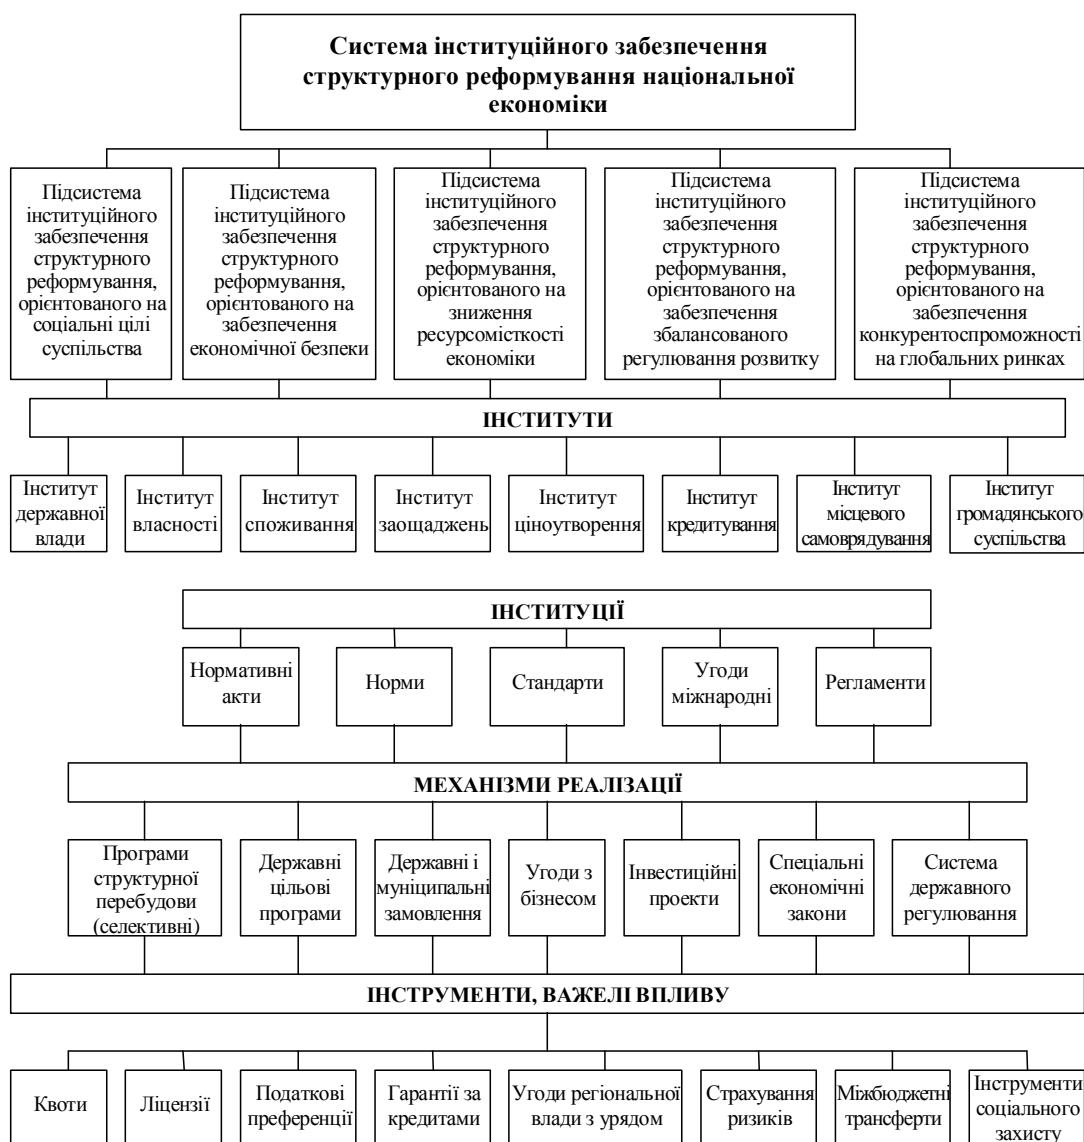 Система інституційного забезпечення
структурного реформування національної
економіки
Підсистема
інституційного
забезпечення
структурного
реформування,
орієнтованого на
соціальні цілі
суспільства
Підсистема
інституційного
забезпечення
структурного
реформування,
орієнтованого на
забезпечення
економічної безпеки
Підсистема
інституційного
забезпечення
структурного
реформування,
орієнтованого на
зниження
ресурсомісткості
економіки
Підсистема
інституційного
забезпечення
структурного
реформування,
орієнтованого на
забезпечення
збалансованого
регулювання розвитку
Підсистема
інституційного
забезпечення
структурного
реформування,
орієнтованого на
забезпечення
конкурентоспроможності
на глобальних ринках
ІНСТИТУТИ
Інститут
державної
влади
Інститут
власності
Інститут
споживання
Інститут
заощаджень
Інститут
ціноутворення
Інститут
кредитування
Інститут
місцевого
самоврядування
Інститут
громадянського
суспільства
ІНСТИТУЦІЇ
Нормативні
акти
Норми
Стандарти
Угоди
міжнародні
Регламенти
МЕХАНІЗМИ РЕАЛІЗАЦІЇ
Програми
структурної
перебудови
(селективні)
Державні
цільові
програми
Державні і
муніципальні
замовлення
Угоди з
бізнесом
Інвестиційні
проекти
Спеціальні
економічні
закони
Система
державного
регулювання
ІНСТРУМЕНТИ, ВАЖЕЛІ ВПЛИВУ
Квоти
Ліцензії
Податкові
преференції
Гарантії за
кредитами
Угоди регіональної
влади з урядом
Страхування
ризиків
Міжбюджетні
трансферти
Інструменти
соціального
захисту